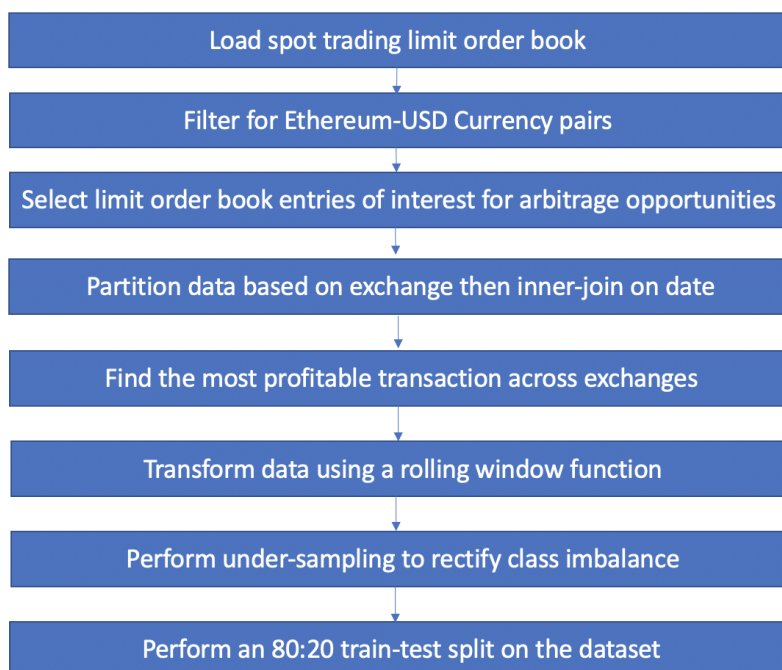 Load spot trading limit order book
Filter for Ethereum-USD Currency pairs
Select limit order book entries of interest for arbitrage opportunities
Partition data based on exchange then inner-join on date
Find the most profitable transaction across exchanges
Transform data using a rolling window function
Perform under-sampling to rectify class imbalance
Perform an 80:20 train-test split on the dataset